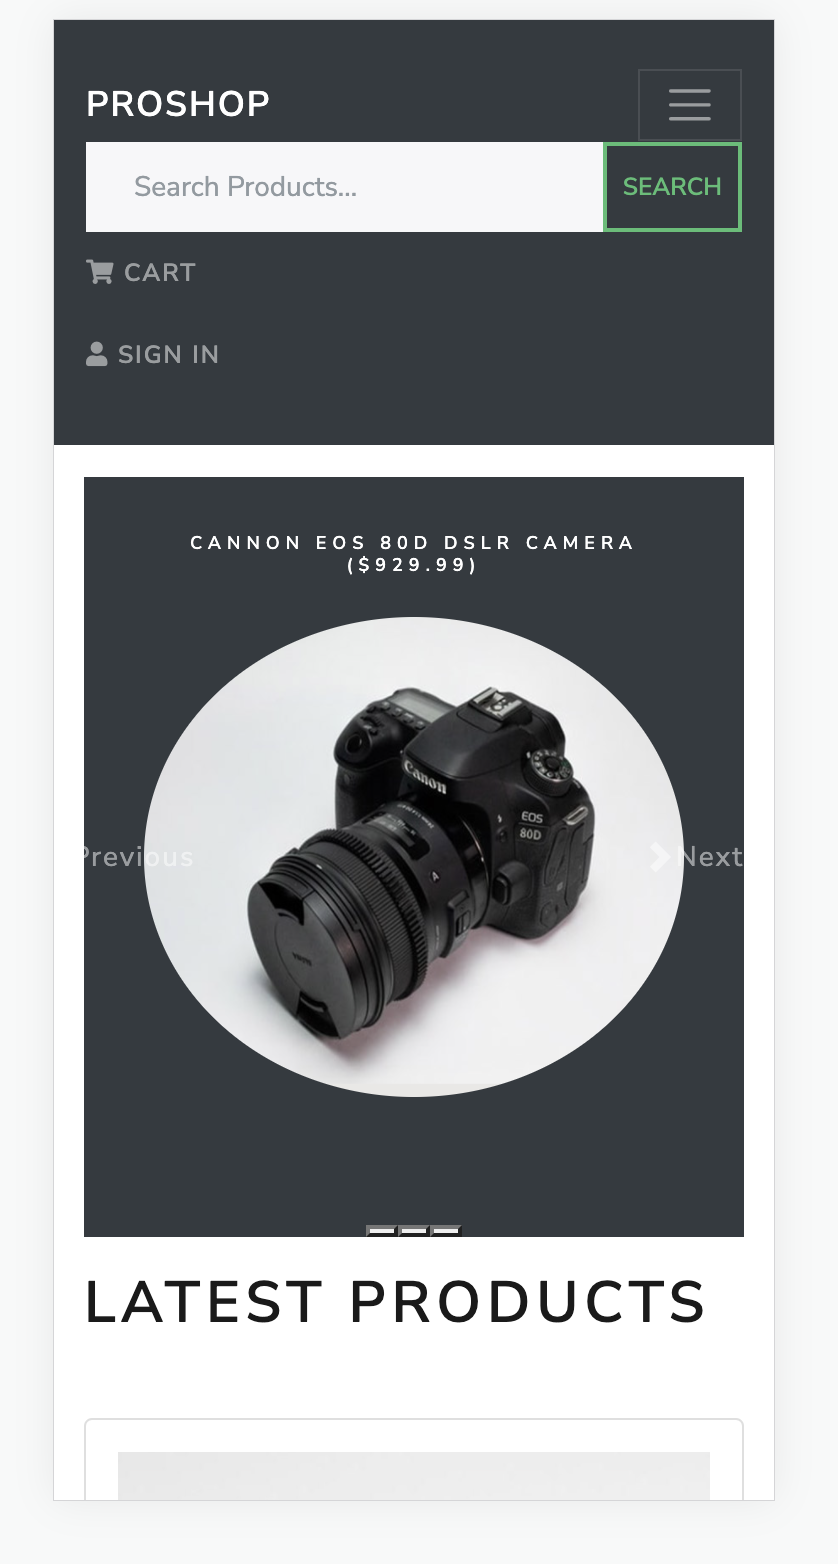 PROSHOP
Search Products...
SEARCH
CART
SIGN IN
CANNON EOS 80D DSLR CAMERA
($929.99)
Canon
EOS
80D
A
Previous
Next
LATEST PRODUCTS